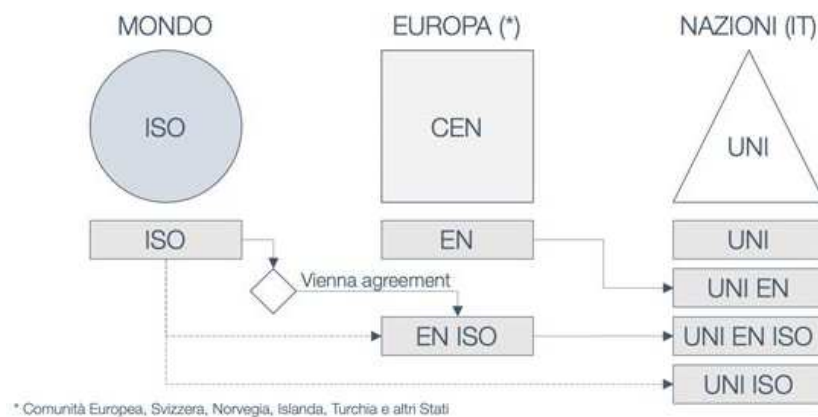 MONDO
EUROPA (*)
NAZIONI (IT)
ISO
CEN
UNI
ISO
EN
UNI
Vienna agreement
UNI EN
EN ISO
UNI EN ISO
UNI ISO
* Comunità Europea, Svizzera, Norvegia, Islanda, Turchia e altri Stati